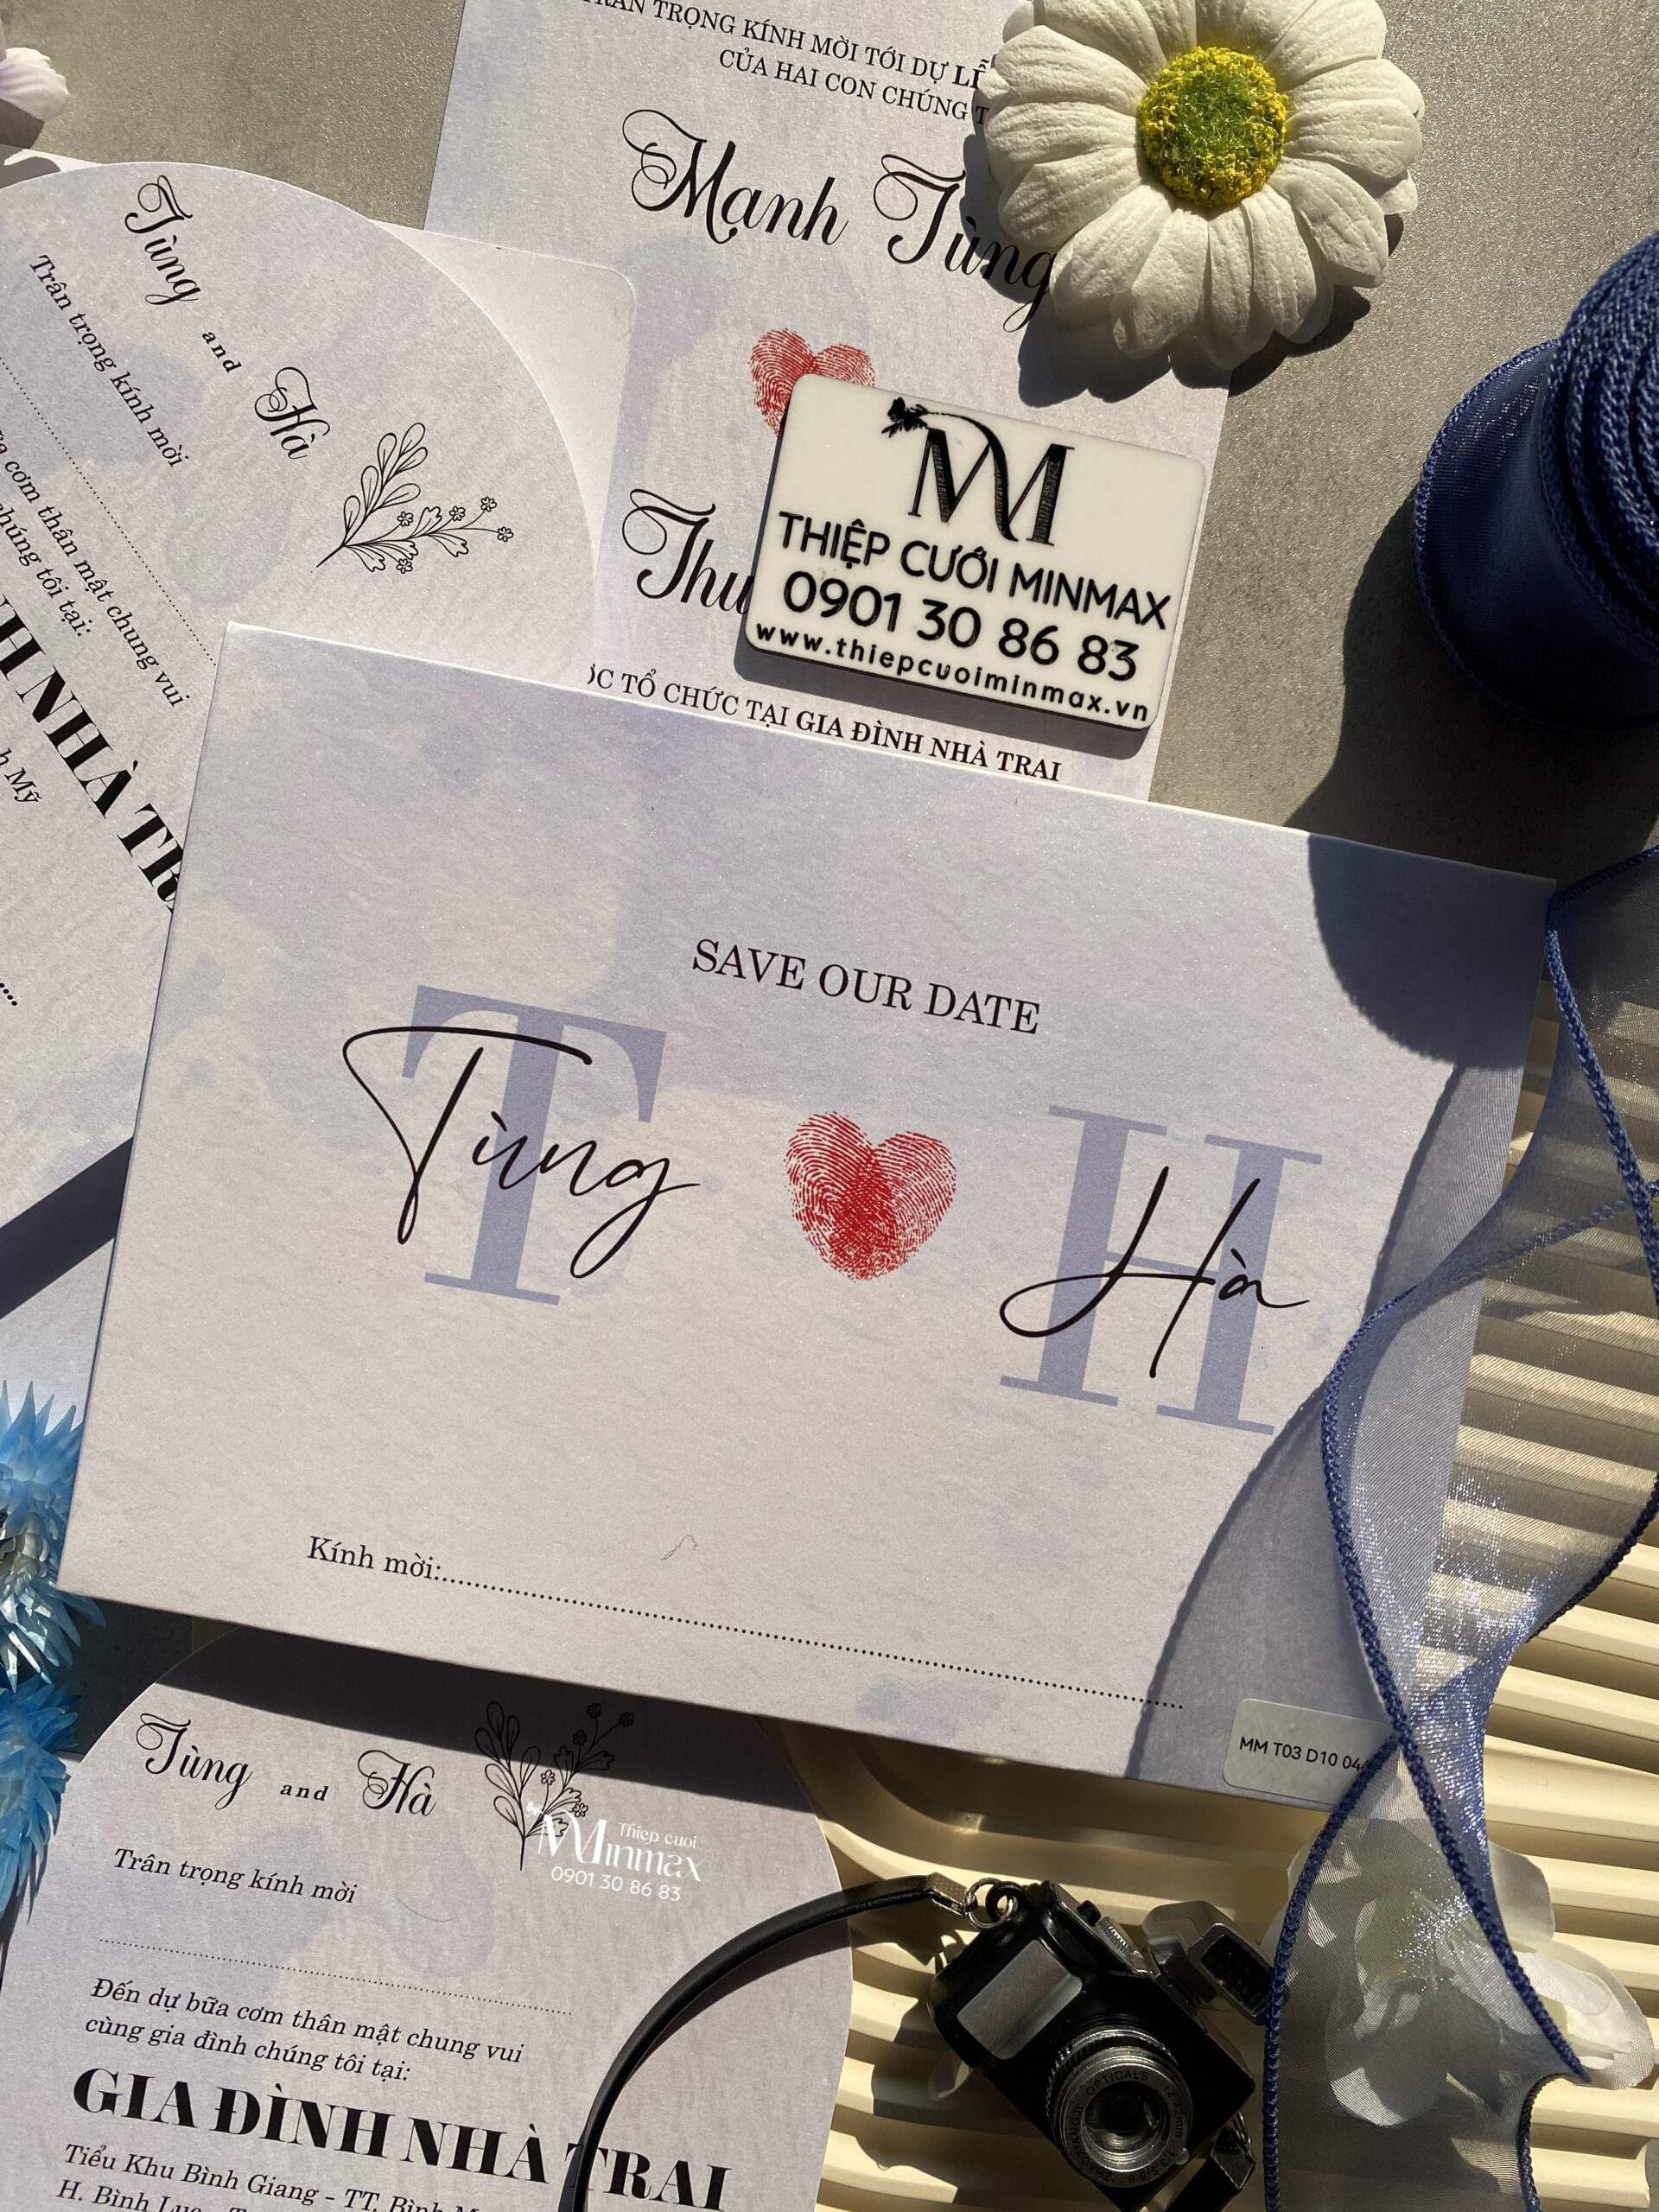 TRÂN TRỌNG KÍNH MỜI TỚI DỰ LỄ
CỦA HAI CON CHÚNG T
Mạnh Tùng
Thu
TỔ CHỨC TẠI GIA ĐÌNH NHÀ TRAI
THIỆP CƯỚI MINMAX
0901 30 86 83
www.thiepcuoiminmax.vn
Tùng
and
Hà
Trân trọng kính mời
cơm thân mật chung vui
chúng tôi tại:
NHÀ TR
Mỹ
SAVE OUR DATE
T H
Tùng Hà
Kính mời:
MM T03 D10 04
Tùng and Hà
Trân trọng kính mời
Đến dự bữa cơm thân mật chung vui
cùng gia đình chúng tôi tại:
GIA ĐÌNH NHÀ TRAI
Tiểu Khu Bình Giang - TT. Bình M
H. Bình Lục
Thiep cuoi
Minmax
0901 30 86 83
OPTICALS